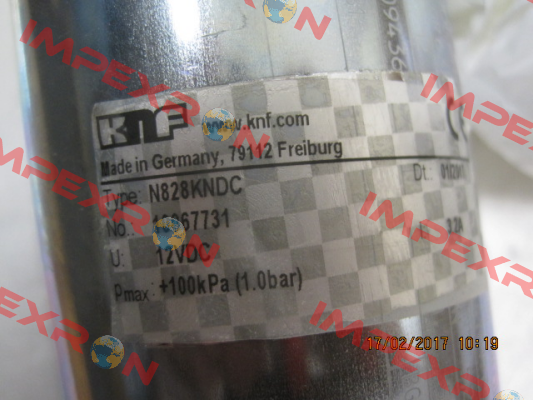 KNF www.knf.com
Made in Germany, 79112 Freiburg
Type: N828KNDC Dt.:
No.:
U: 12VDC
Pmax: +100kPa (1.0bar)
17/02/2017 10:19
IMPEXRON
IMPEXRON
IMPEXRON
IMPEXRON